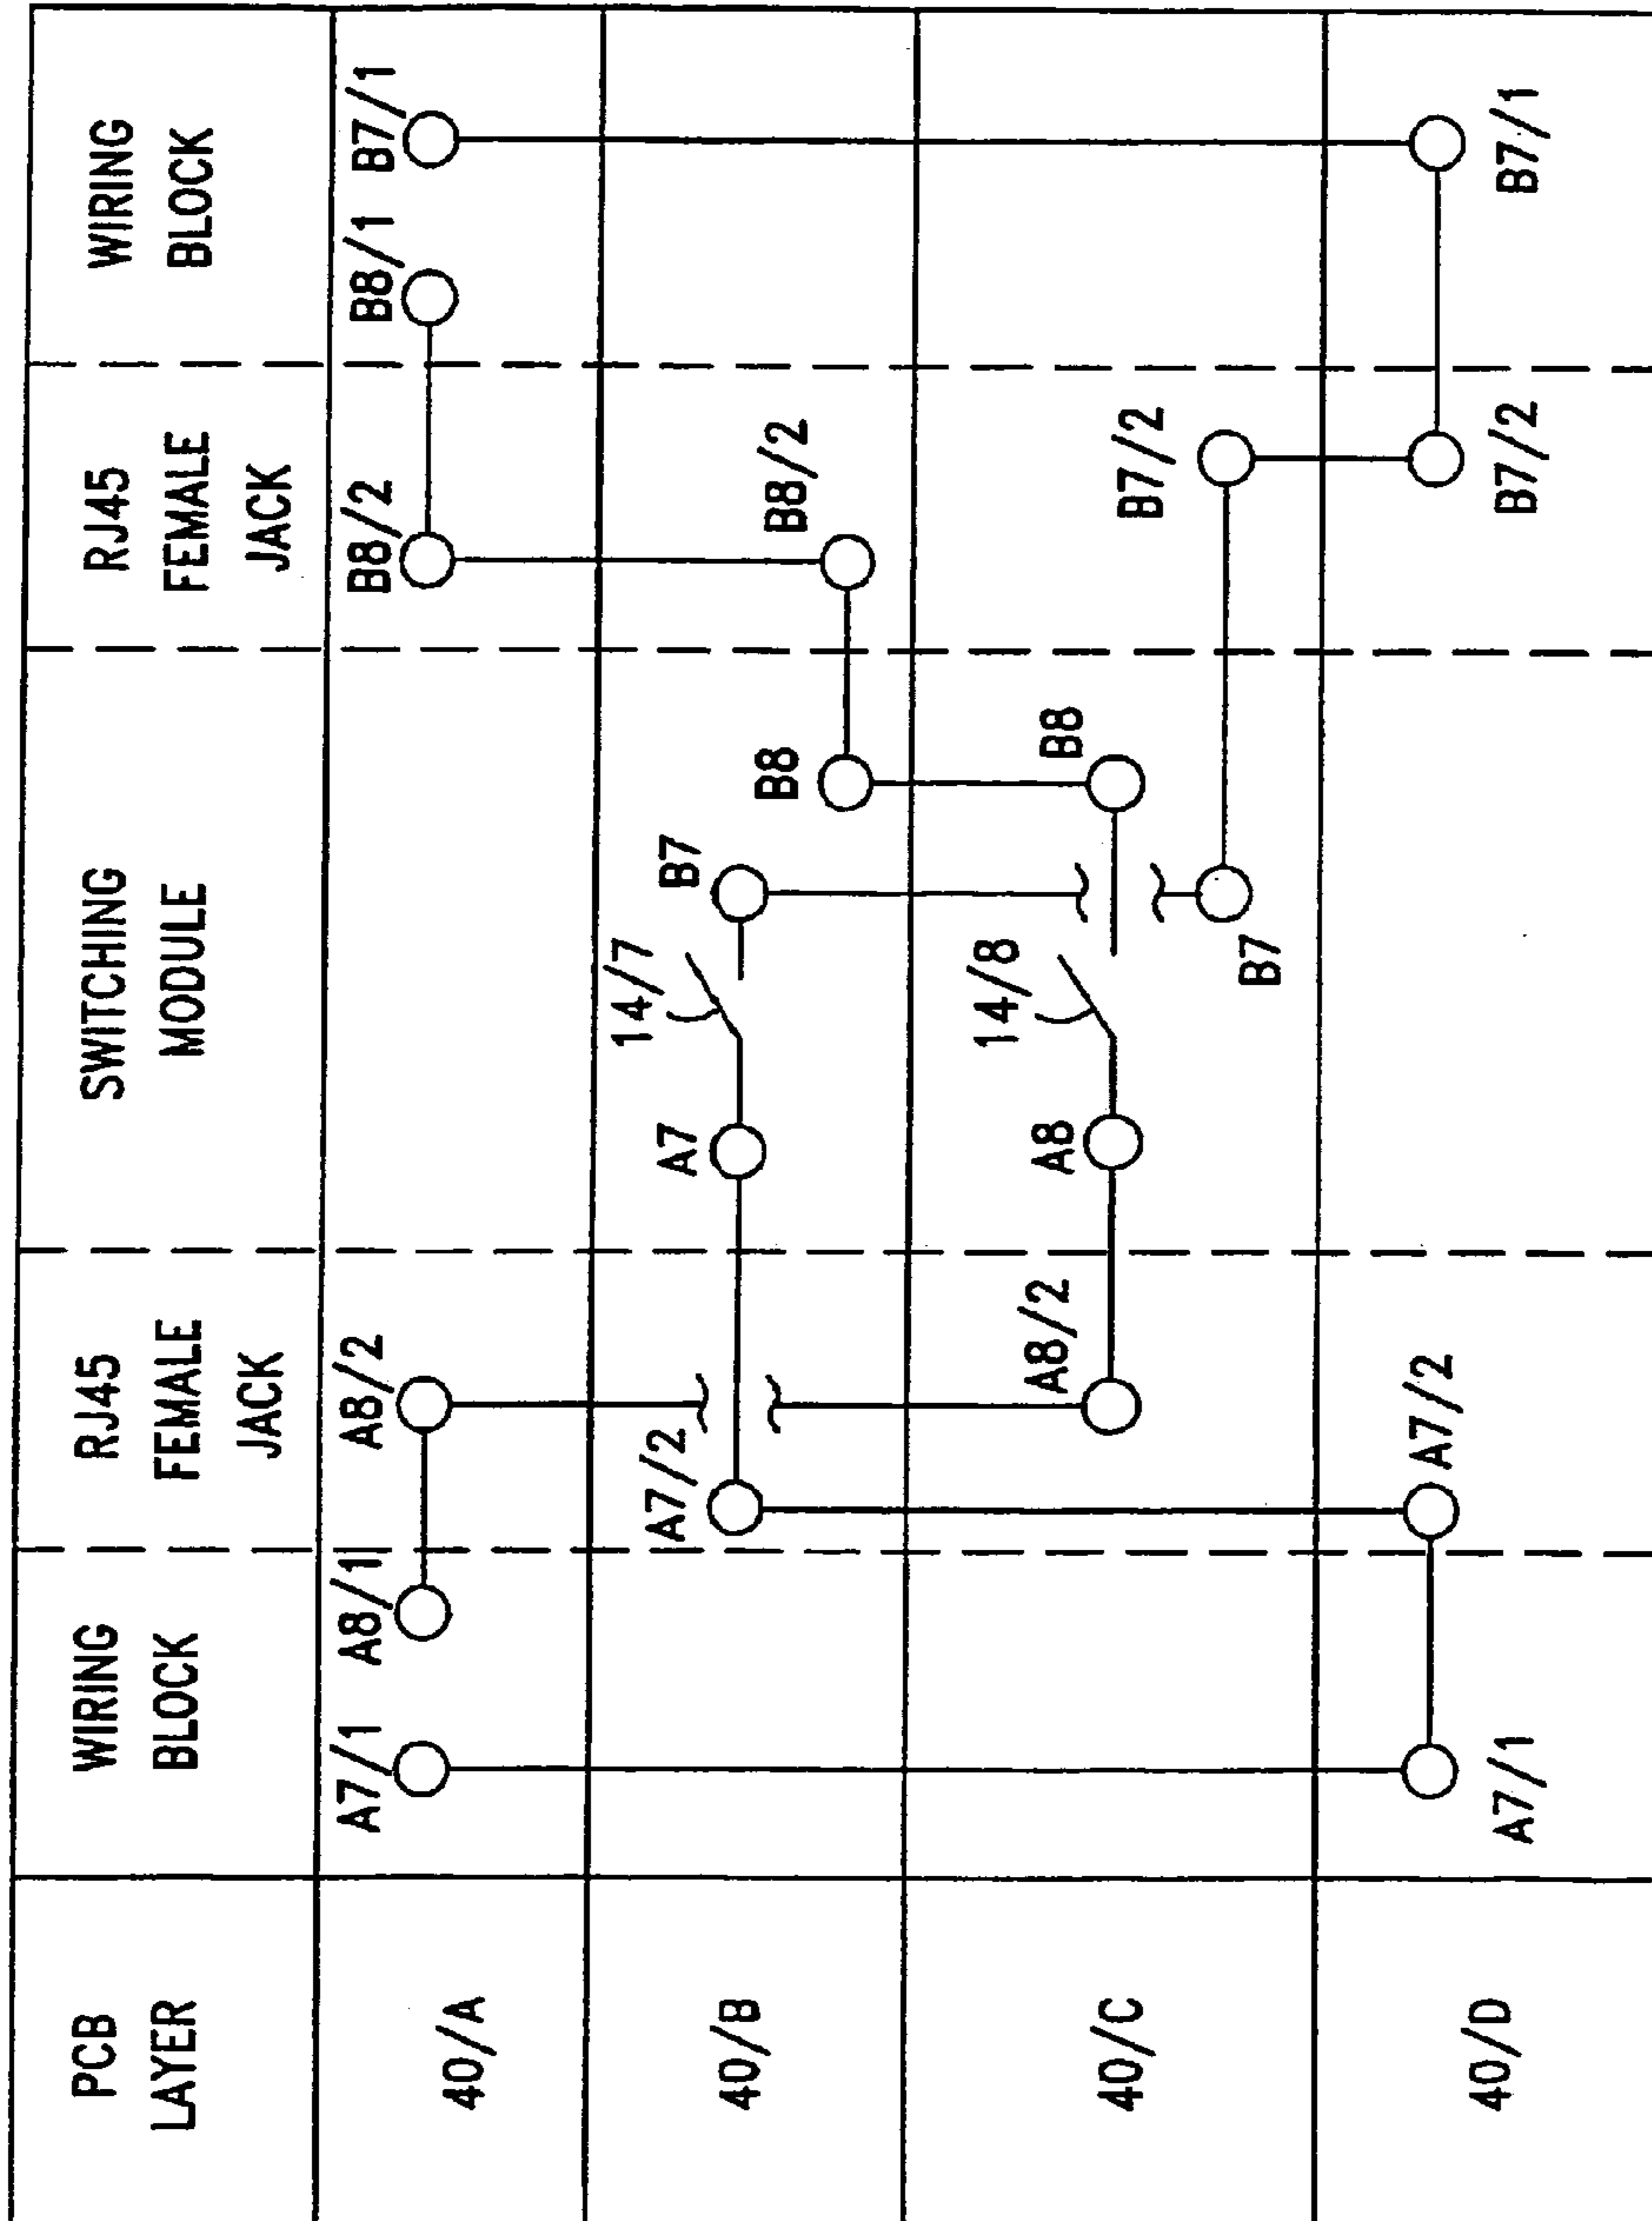 PCB
LAYER
WIRING
BLOCK
RJ45
FEMALE
JACK
SWITCHING
MODULE
RJ45
FEMALE
JACK
WIRING
BLOCK
40/A
A7/1
A8/1
A8/2
B8/2
B8/1
B7/1
40/B
A7/2
A7
14/7
B7
B8
B8/2
40/C
A8/2
A8
14/8
B8
B7
B7/2
40/D
A7/1
A7/2
B7/2
B7/1